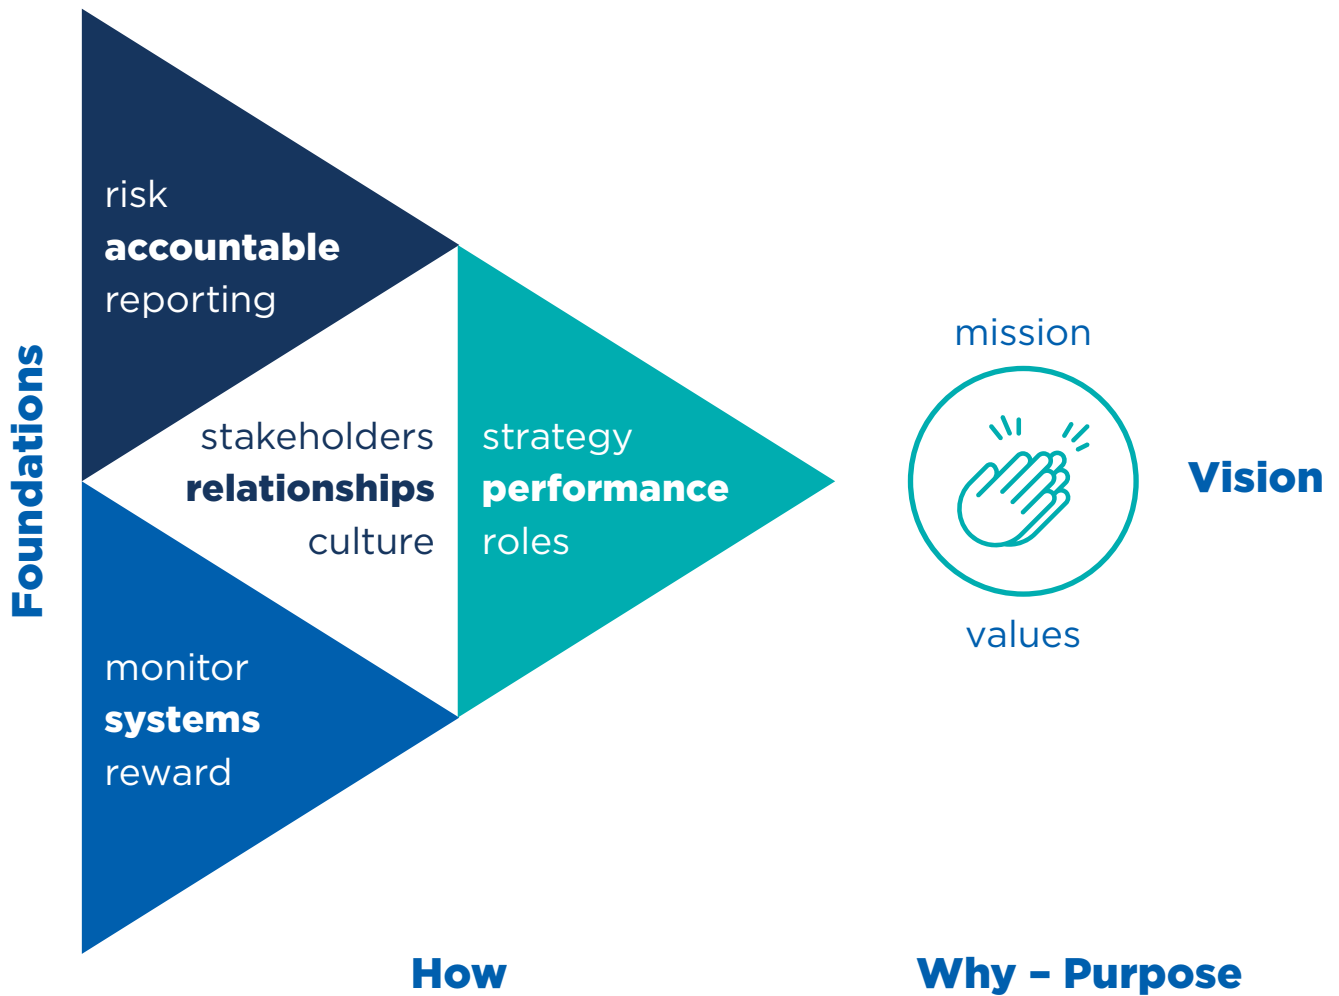 Foundations
risk
accountable
reporting
stakeholders
relationships
culture
strategy
performance
roles
monitor
systems
reward
mission
values
Vision
How
Why – Purpose